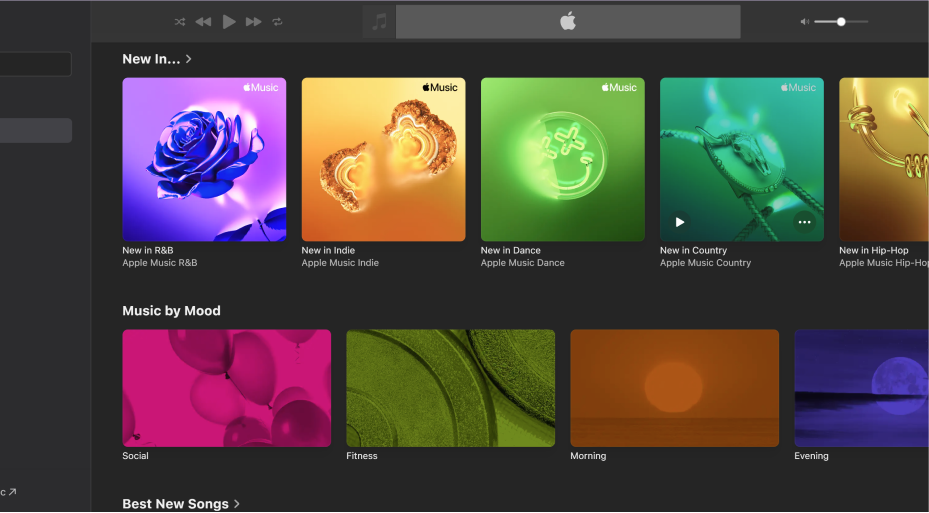 New In...
Music
Music
Music
Music
New in R&B
Apple Music R&B
New in Indie
Apple Music Indie
New in Dance
Apple Music Dance
New in Country
Apple Music Country
New in Hip-Hop
Apple Music Hip-Hop
Music by Mood
Social
Fitness
Morning
Evening
c
Best New Songs